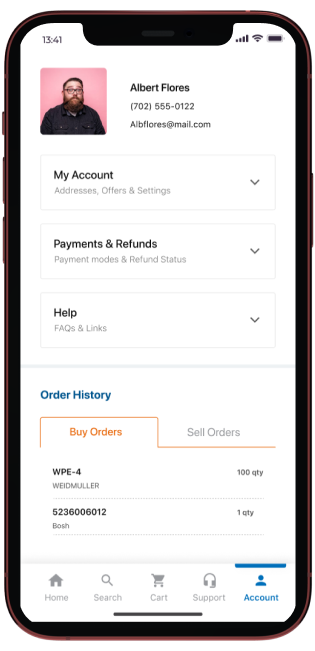 13:41
Albert Flores
(702) 555-0122
Albflores@mail.com
My Account
Addresses, Offers & Settings
Payments & Refunds
Payment modes & Refund Status
Help
FAQs & Links
Order History
Buy Orders
Sell Orders
WPE-4
100 qty
WEIDMULLER
5236006012
1 qty
Bosh
Home
Search
Cart
Support
Account